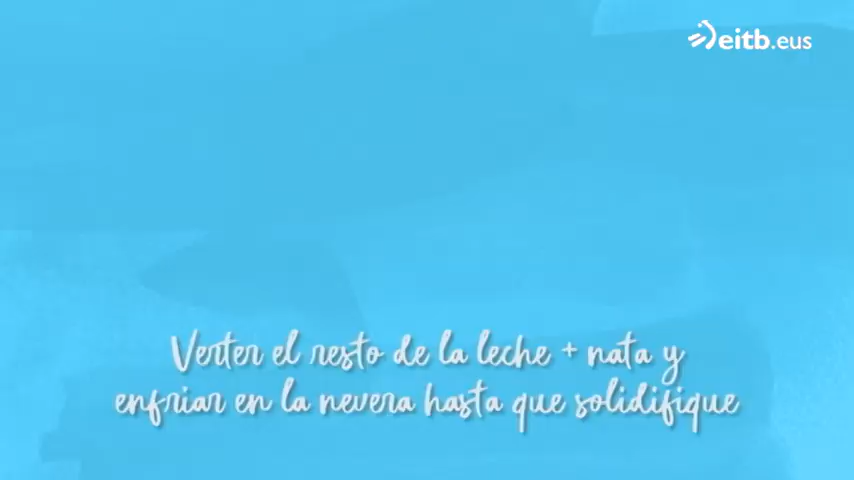 eitb.eus
Verter el resto de la leche + nata y
enfriar en la nevera hasta que solidifique